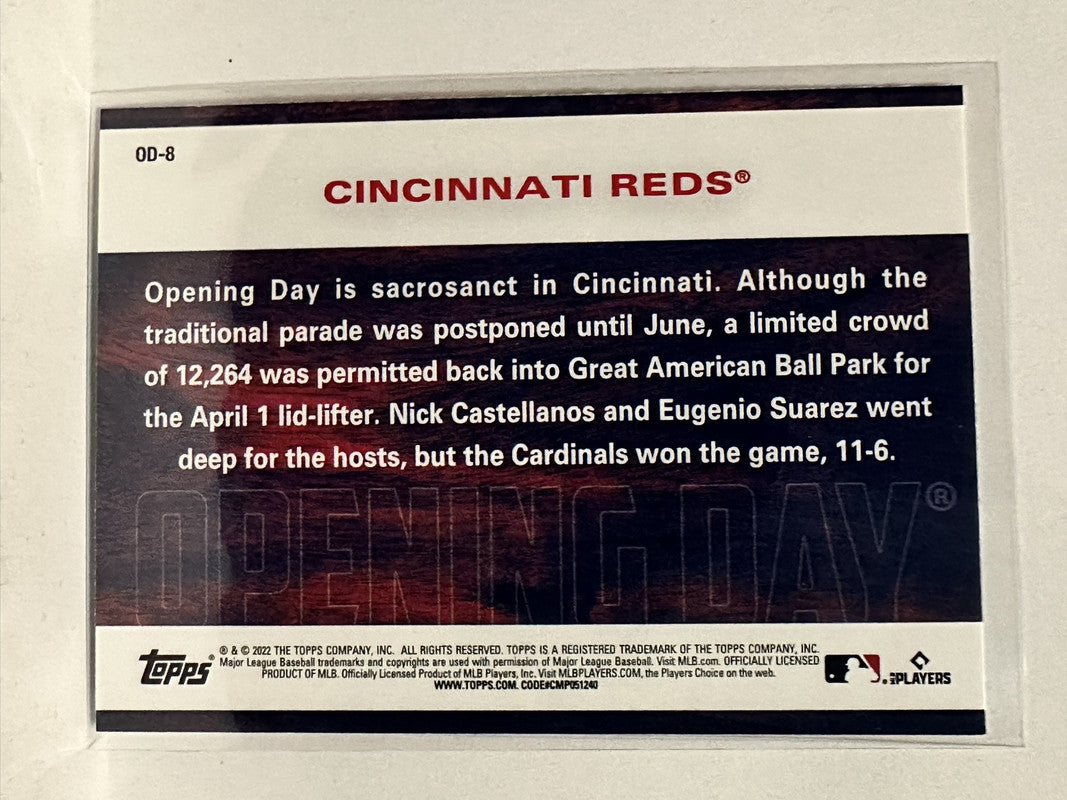 OD-8
CINCINNATI REDS®
Opening Day is sacrosanct in Cincinnati. Although the
traditional parade was postponed until June, a limited crowd
of 12,264 was permitted back into Great American Ball Park for
the April 1 lid-lifter. Nick Castellanos and Eugenio Suarez went
deep for the hosts, but the Cardinals won the game, 11-6.
OPENING DAY®
Topps® ® & © 2022 THE TOPPS COMPANY, INC. ALL RIGHTS RESERVED. TOPPS IS A REGISTERED TRADEMARK OF THE TOPPS COMPANY, INC.
Major League Baseball trademarks and copyrights are used with permission of Major League Baseball. Visit MLB.com. OFFICIALLY LICENSED
PRODUCT OF MLB. Officially Licensed Product of MLB Players, Inc. Visit MLBPLAYERS.COM, the Players Choice on the web.
WWW.TOPPS.COM. CODE#CMP051240
MLBPLAYERS